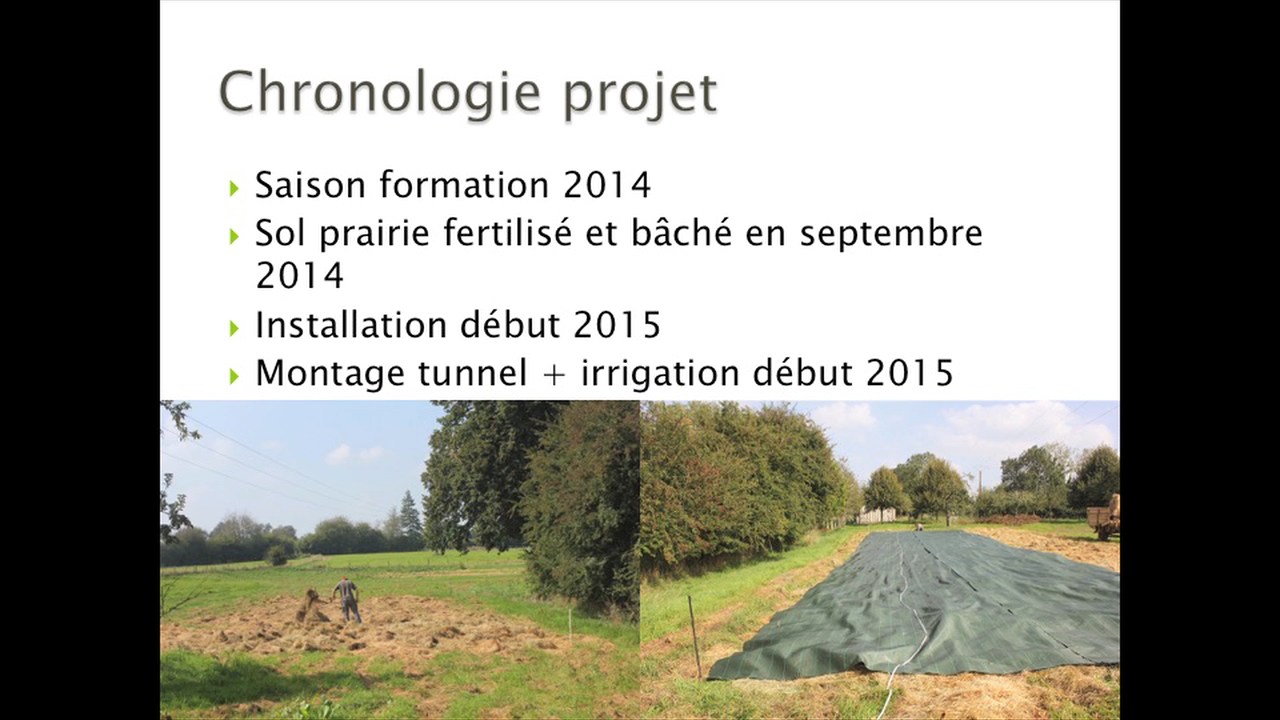 Chronologie projet
Saison formation 2014
Sol prairie fertilisé et bâché en septembre
2014
Installation début 2015
Montage tunnel + irrigation début 2015